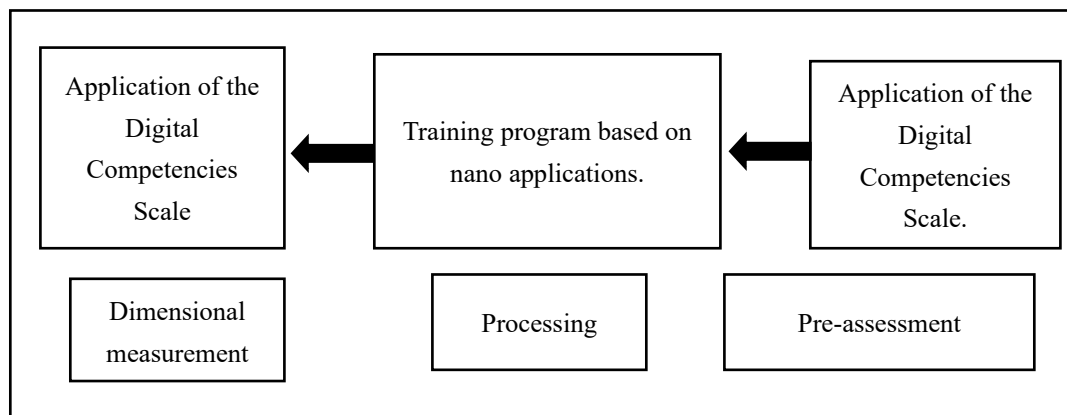 Application of the
Digital
Competencies
Scale
Training program based on
nano applications.
Application of the
Digital
Competencies
Scale.
Dimensional
measurement
Processing
Pre-assessment